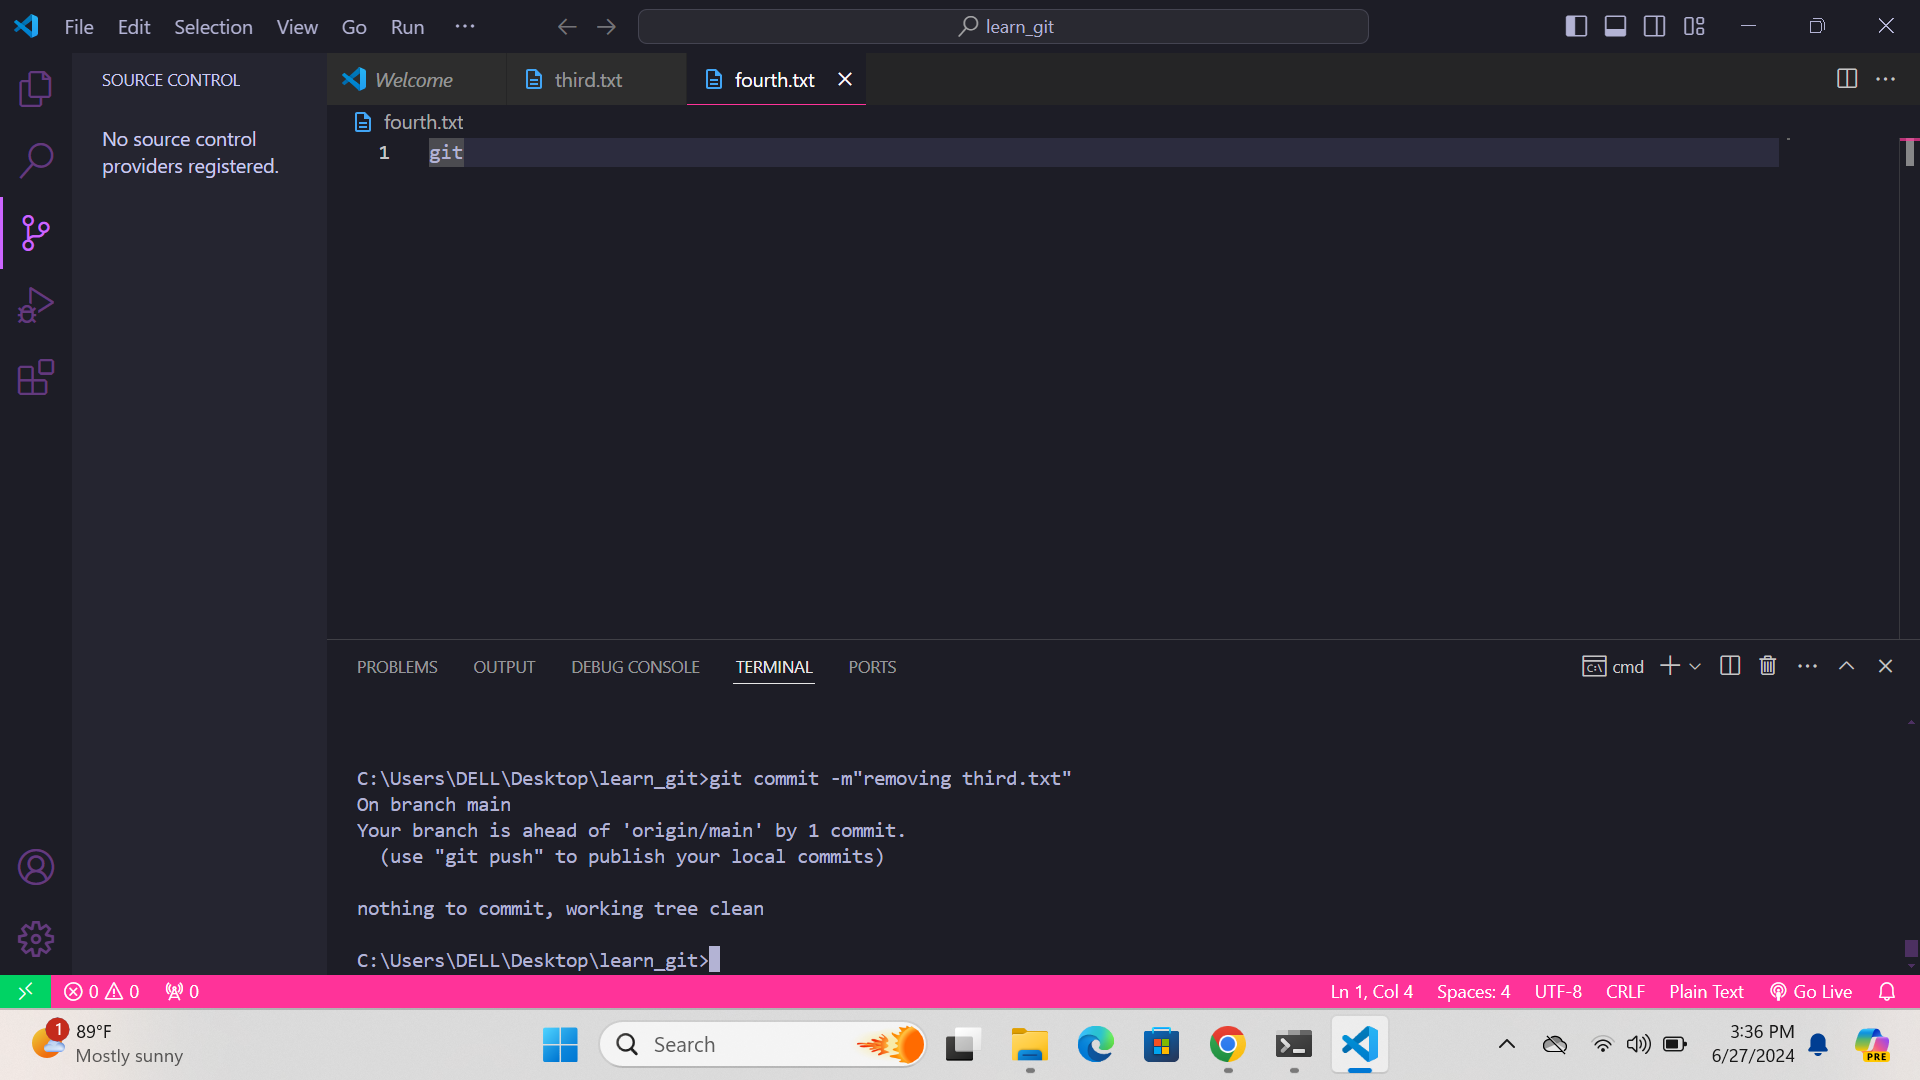 File Edit Selection View Go Run ··· learn_git
SOURCE CONTROL
Welcome third.txt fourth.txt
No source control
providers registered.
fourth.txt
1 git
PROBLEMS OUTPUT DEBUG CONSOLE TERMINAL PORTS cmd
C:\Users\DELL\Desktop\learn_git>git commit -m"removing third.txt"
On branch main
Your branch is ahead of 'origin/main' by 1 commit.
(use "git push" to publish your local commits)
nothing to commit, working tree clean
C:\Users\DELL\Desktop\learn_git>
0 0 0 Ln 1, Col 4 Spaces: 4 UTF-8 CRLF Plain Text Go Live
1 89°F
Mostly sunny
Search
3:36 PM
6/27/2024
PRE